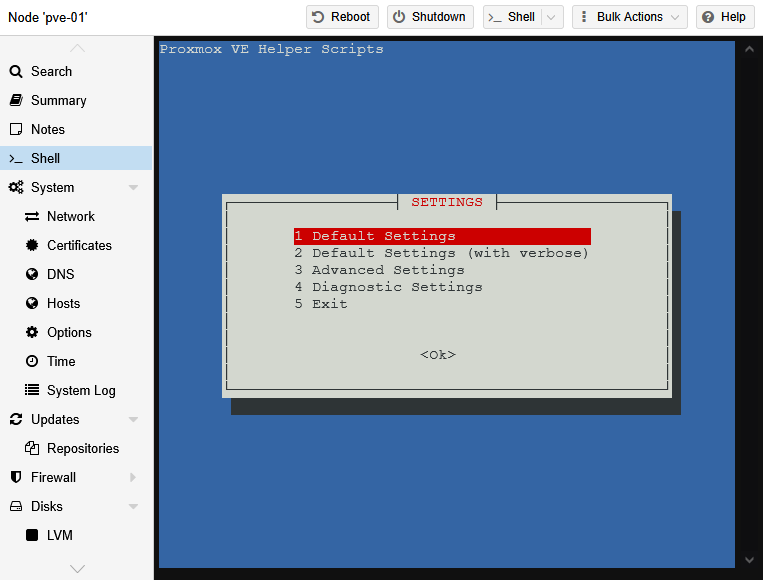 Node 'pve-01'
Reboot
Shutdown
>_ Shell
Bulk Actions
Help
Search
Summary
Notes
>_ Shell
System
Network
Certificates
DNS
Hosts
Options
Time
System Log
Updates
Repositories
Firewall
Disks
LVM
Proxmox VE Helper Scripts
SETTINGS
1 Default Settings
2 Default Settings (with verbose)
3 Advanced Settings
4 Diagnostic Settings
5 Exit
<Ok>